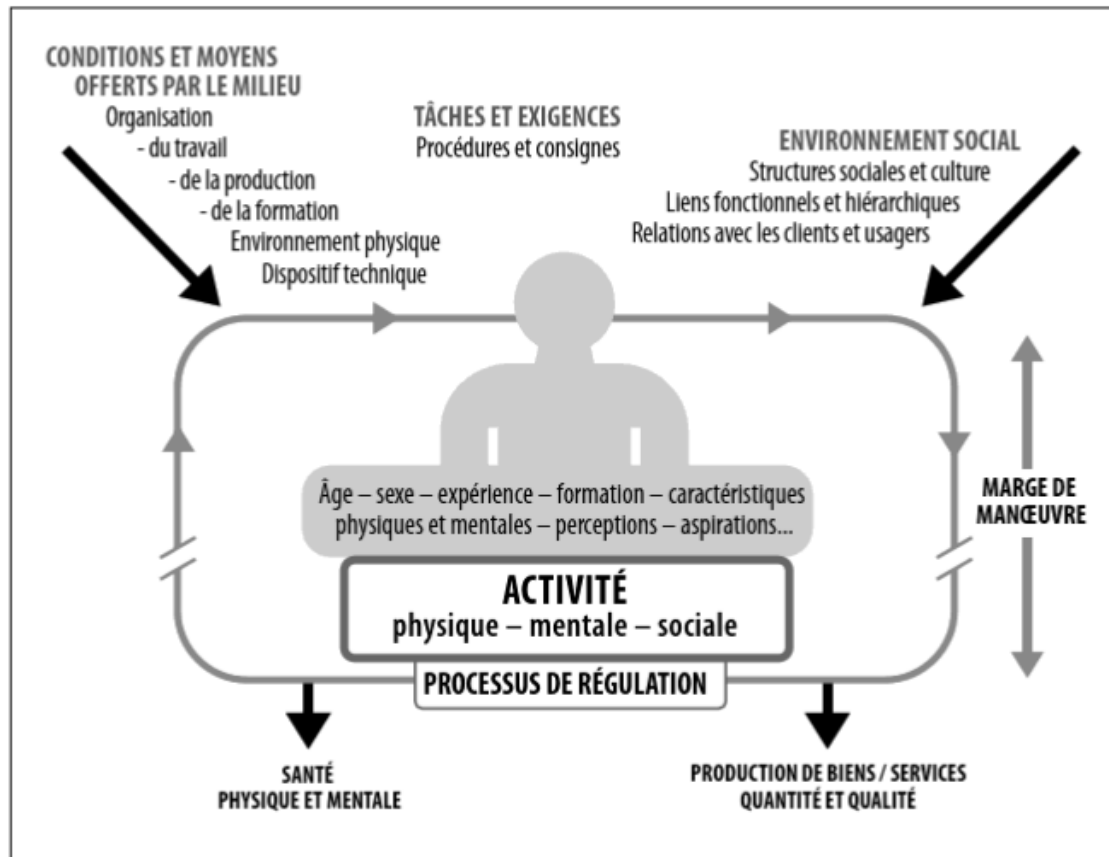 CONDITIONS ET MOYENS
OFFERTS PAR LE MILIEU
Organisation
- du travail
- de la production
- de la formation
Environnement physique
Dispositif technique
TÂCHES ET EXIGENCES
Procédures et consignes
ENVIRONNEMENT SOCIAL
Structures sociales et culture
Liens fonctionnels et hiérarchiques
Relations avec les clients et usagers
Âge – sexe – expérience – formation – caractéristiques
physiques et mentales – perceptions – aspirations...
MARGE DE
MANŒUVRE
ACTIVITÉ
physique – mentale – sociale
PROCESSUS DE RÉGULATION
SANTÉ
PHYSIQUE ET MENTALE
PRODUCTION DE BIENS / SERVICES
QUANTITÉ ET QUALITÉ